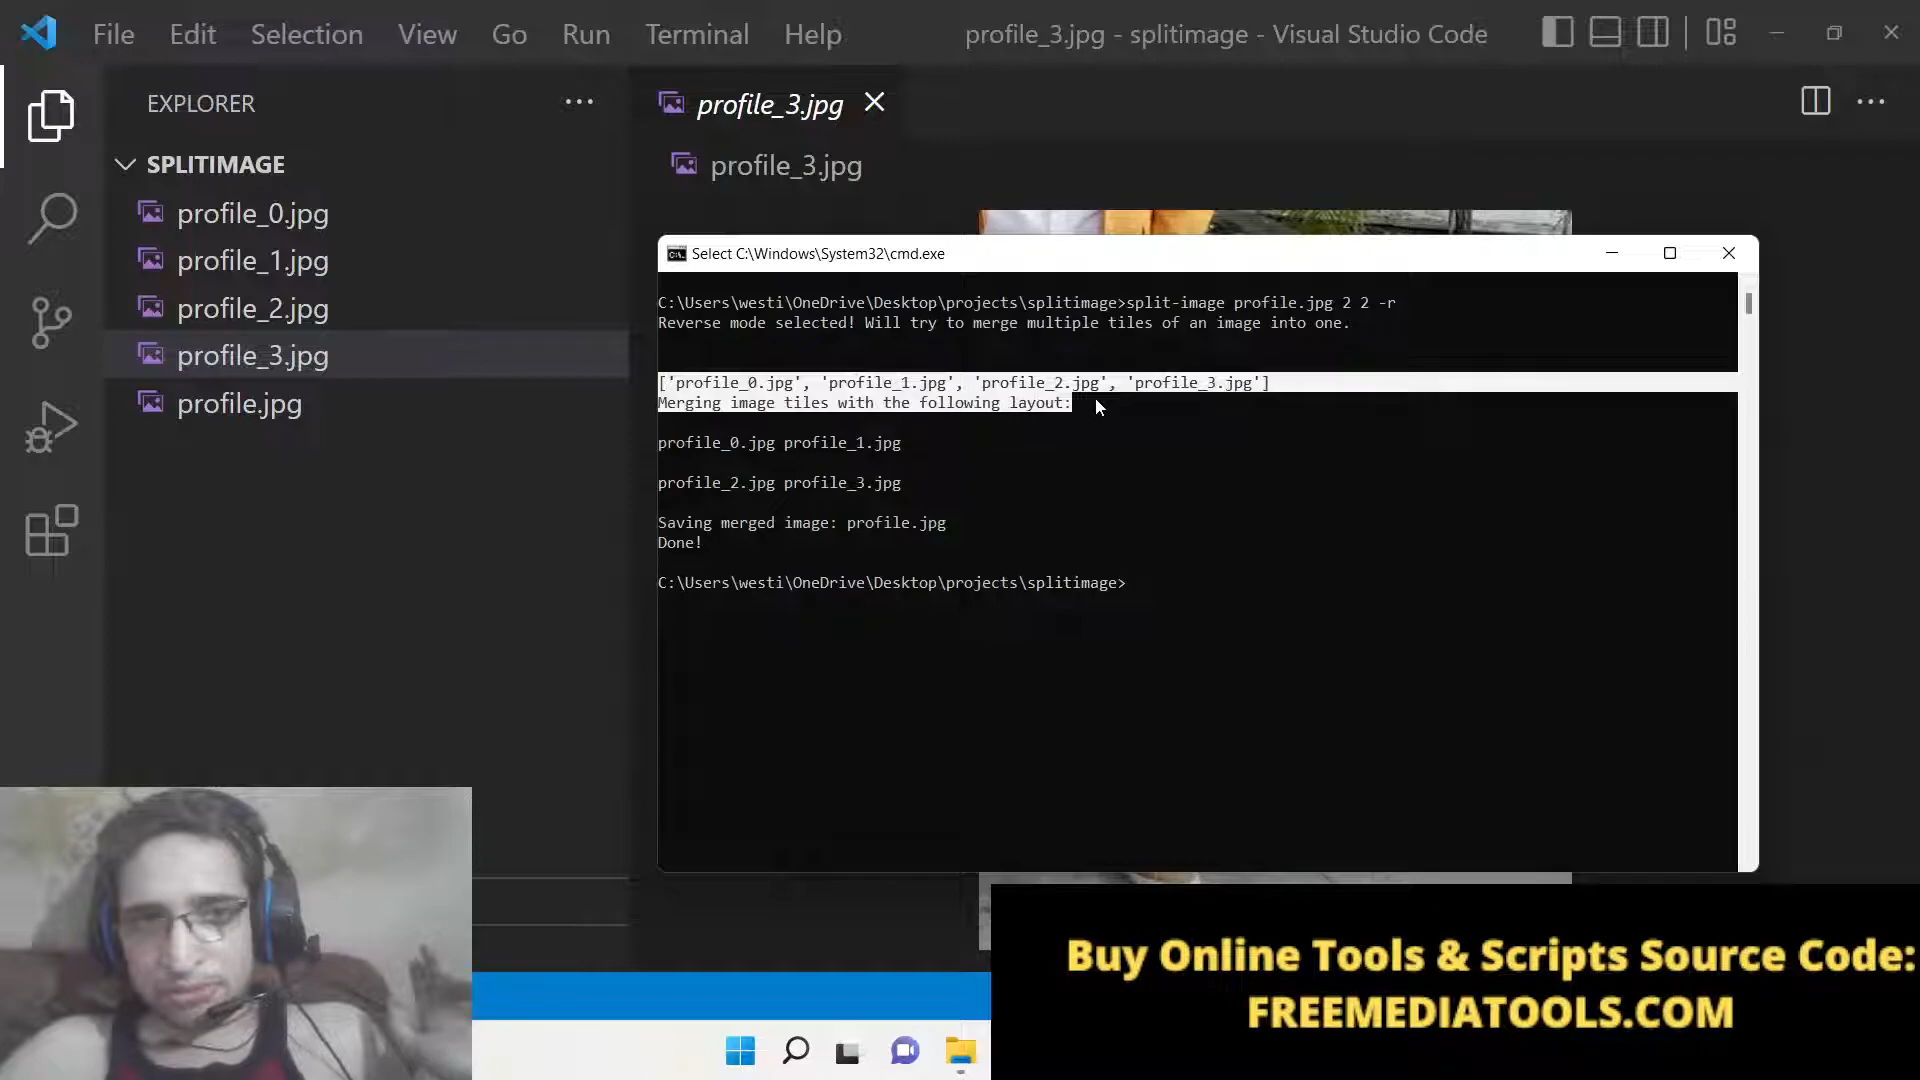 File Edit Selection View Go Run Terminal Help profile_3.jpg - splitimage - Visual Studio Code
EXPLORER
SPLITIMAGE
profile_0.jpg
profile_1.jpg
profile_2.jpg
profile_3.jpg
profile.jpg
profile_3.jpg
profile_3.jpg
Select C:\Windows\System32\cmd.exe
C:\Users\westi\OneDrive\Desktop\projects\splitimage>split-image profile.jpg 2 2 -r
Reverse mode selected! Will try to merge multiple tiles of an image into one.
['profile_0.jpg', 'profile_1.jpg', 'profile_2.jpg', 'profile_3.jpg']
Merging image tiles with the following layout:
profile_0.jpg profile_1.jpg
profile_2.jpg profile_3.jpg
Saving merged image: profile.jpg
Done!
C:\Users\westi\OneDrive\Desktop\projects\splitimage>
Buy Online Tools & Scripts Source Code:
FREEMEDIATOOLS.COM